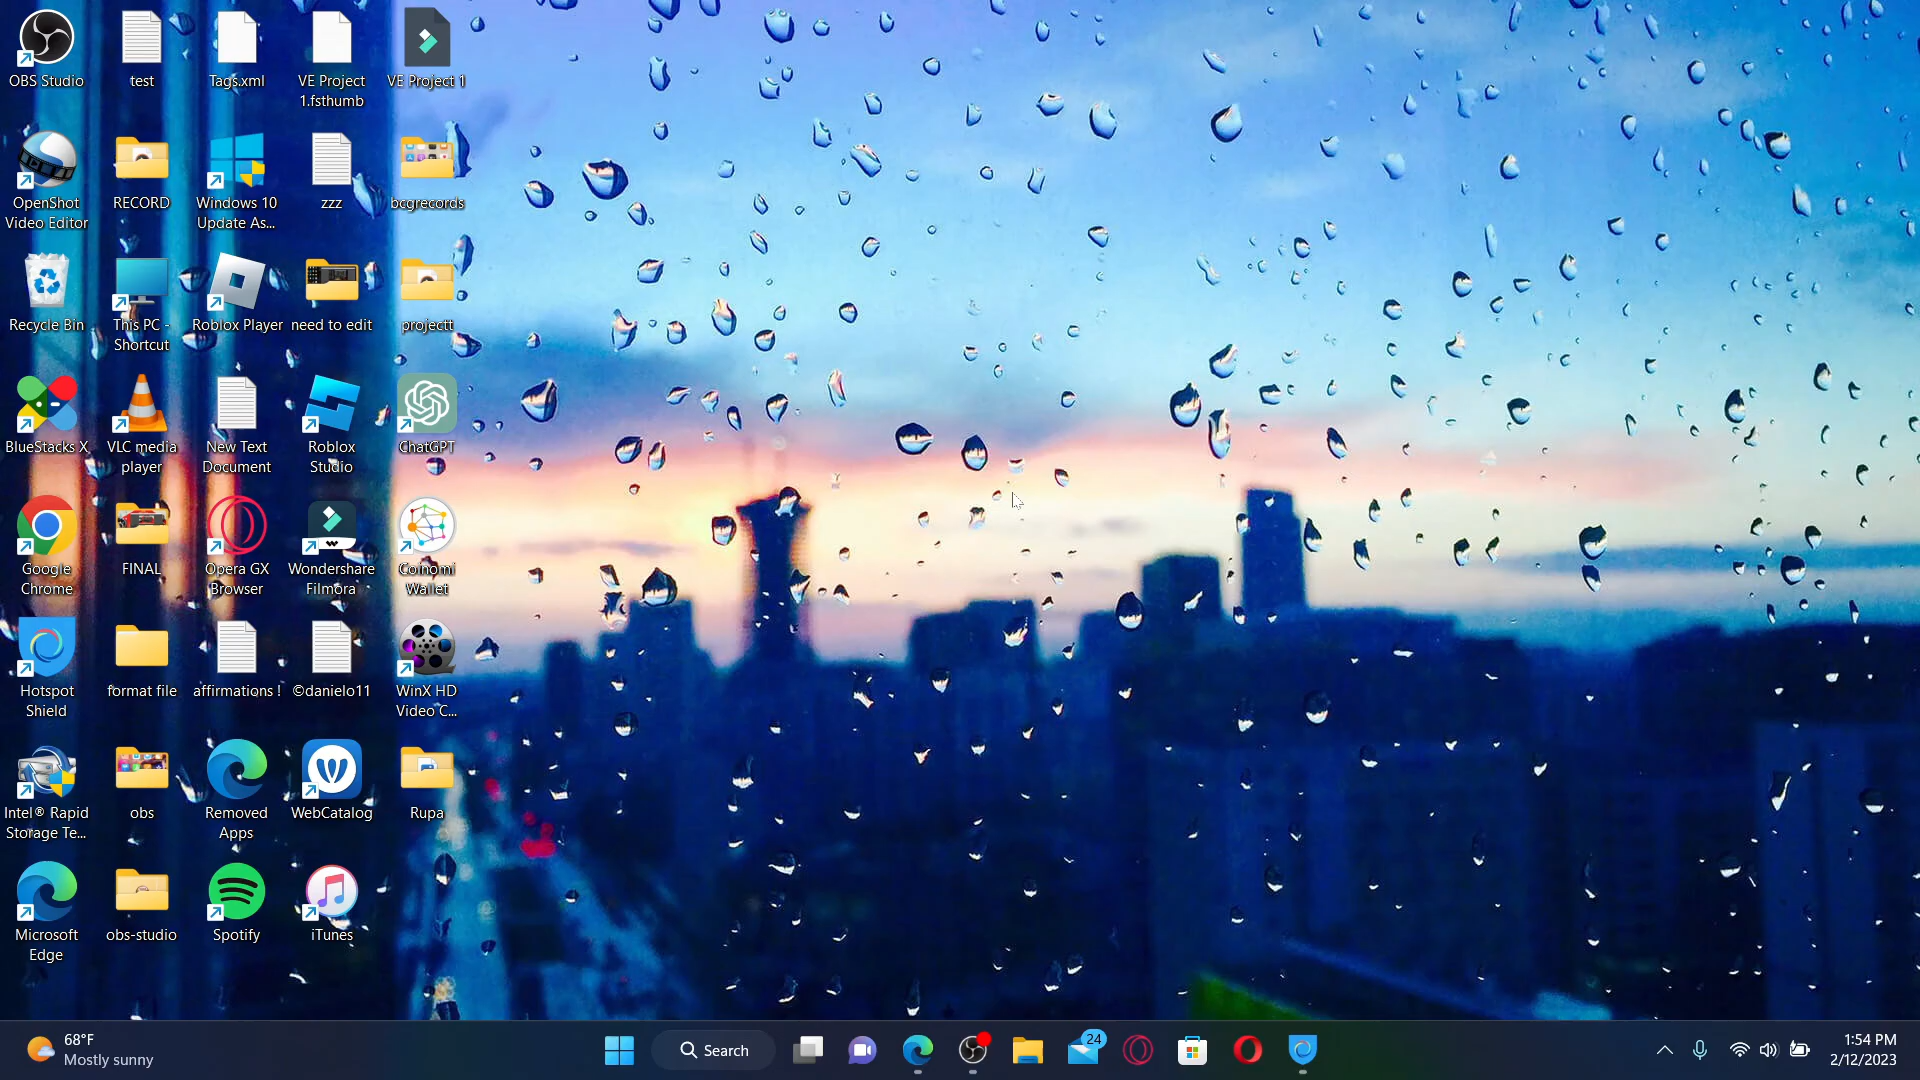 OBS Studio
test
Tags.xml
VE Project
1.fsthumb
VE Project 1
OpenShot
Video Editor
RECORD
Windows 10
Update As...
zzz
bcgrecords
Recycle Bin
This PC -
Shortcut
Roblox Player
need to edit
projectt
BlueStacks X
VLC media
player
New Text
Document
Roblox
Studio
ChatGPT
Google
Chrome
FINAL
Opera GX
Browser
Wondershare
Filmora
Coinomi
Wallet
Hotspot
Shield
format file
affirmations !
©danielo11
WinX HD
Video C...
Intel® Rapid
Storage Te...
obs
Removed
Apps
WebCatalog
Rupa
Microsoft
Edge
obs-studio
Spotify
iTunes
68°F
Mostly sunny
Search
24
1:54 PM
2/12/2023